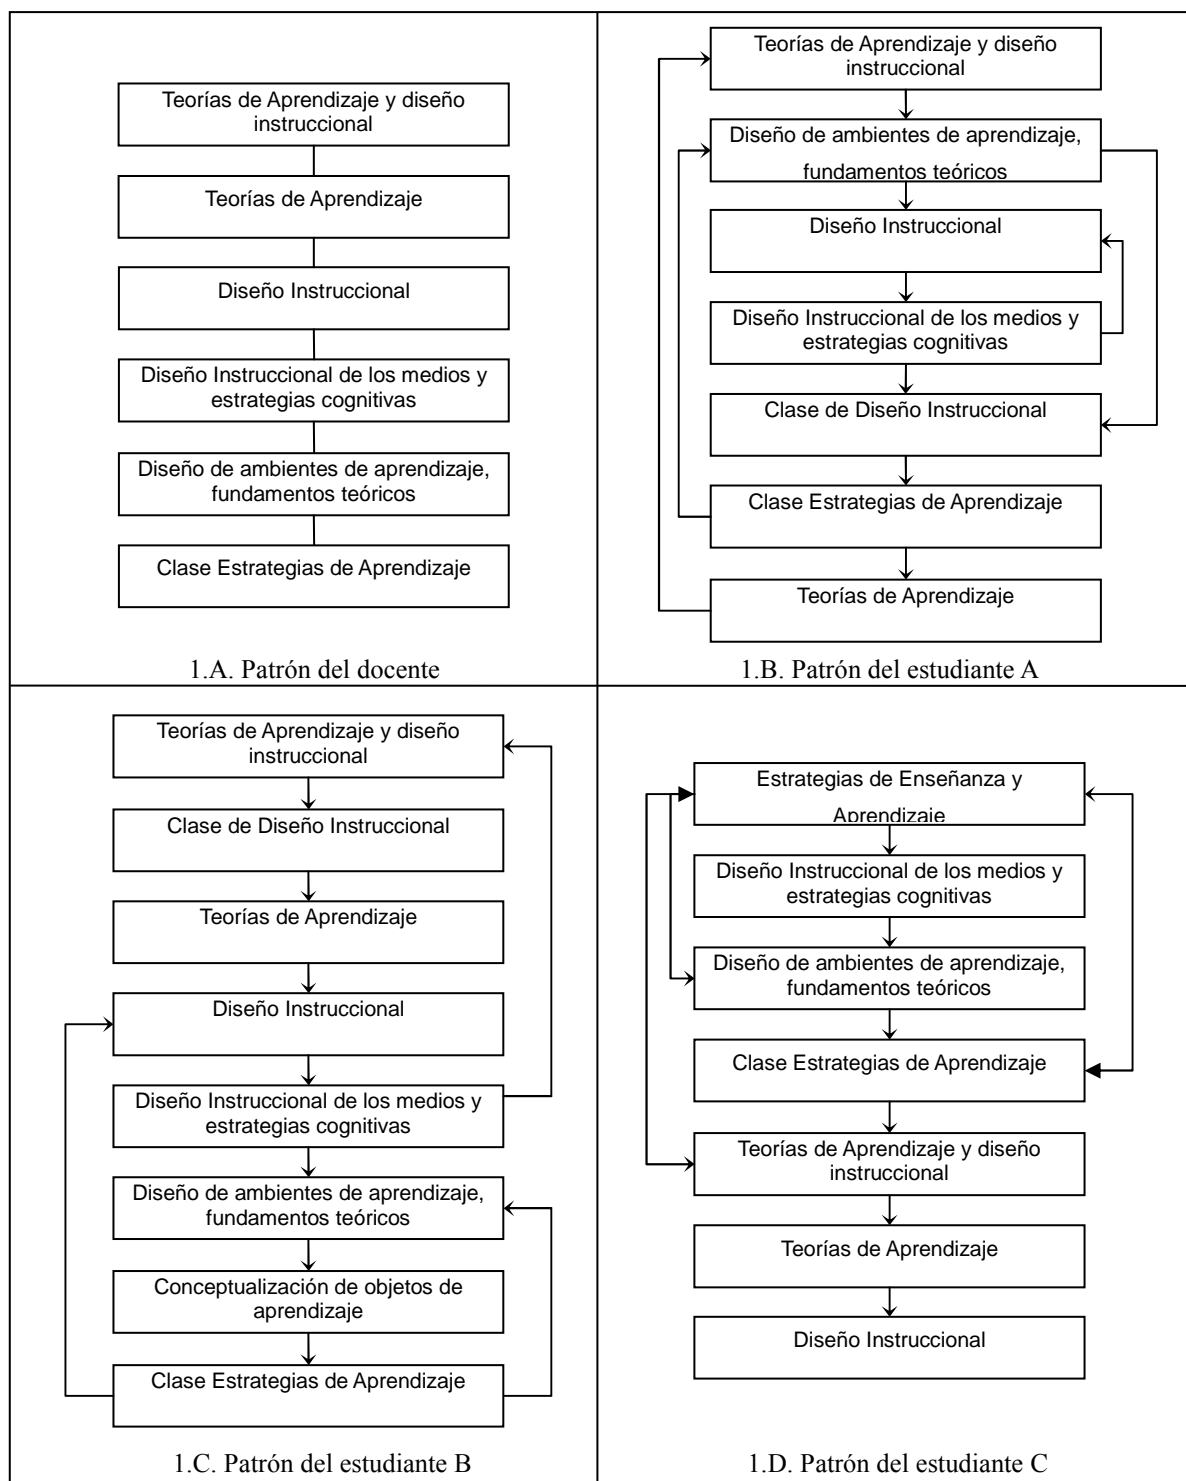 Teorías de Aprendizaje y diseño
instruccional
Teorías de Aprendizaje
Diseño Instruccional
Diseño Instruccional de los medios y
estrategias cognitivas
Diseño de ambientes de aprendizaje,
fundamentos teóricos
Clase Estrategias de Aprendizaje
1.A. Patrón del docente
Teorías de Aprendizaje y diseño
instruccional
Diseño de ambientes de aprendizaje,
fundamentos teóricos
Diseño Instruccional
Diseño Instruccional de los medios y
estrategias cognitivas
Clase de Diseño Instruccional
Clase Estrategias de Aprendizaje
Teorías de Aprendizaje
1.B. Patrón del estudiante A
Teorías de Aprendizaje y diseño
instruccional
Clase de Diseño Instruccional
Teorías de Aprendizaje
Diseño Instruccional
Diseño Instruccional de los medios y
estrategias cognitivas
Diseño de ambientes de aprendizaje,
fundamentos teóricos
Conceptualización de objetos de
aprendizaje
Clase Estrategias de Aprendizaje
1.C. Patrón del estudiante B
Estrategias de Enseñanza y
Aprendizaje
Diseño Instruccional de los medios y
estrategias cognitivas
Diseño de ambientes de aprendizaje,
fundamentos teóricos
Clase Estrategias de Aprendizaje
Teorías de Aprendizaje y diseño
instruccional
Teorías de Aprendizaje
Diseño Instruccional
1.D. Patrón del estudiante C